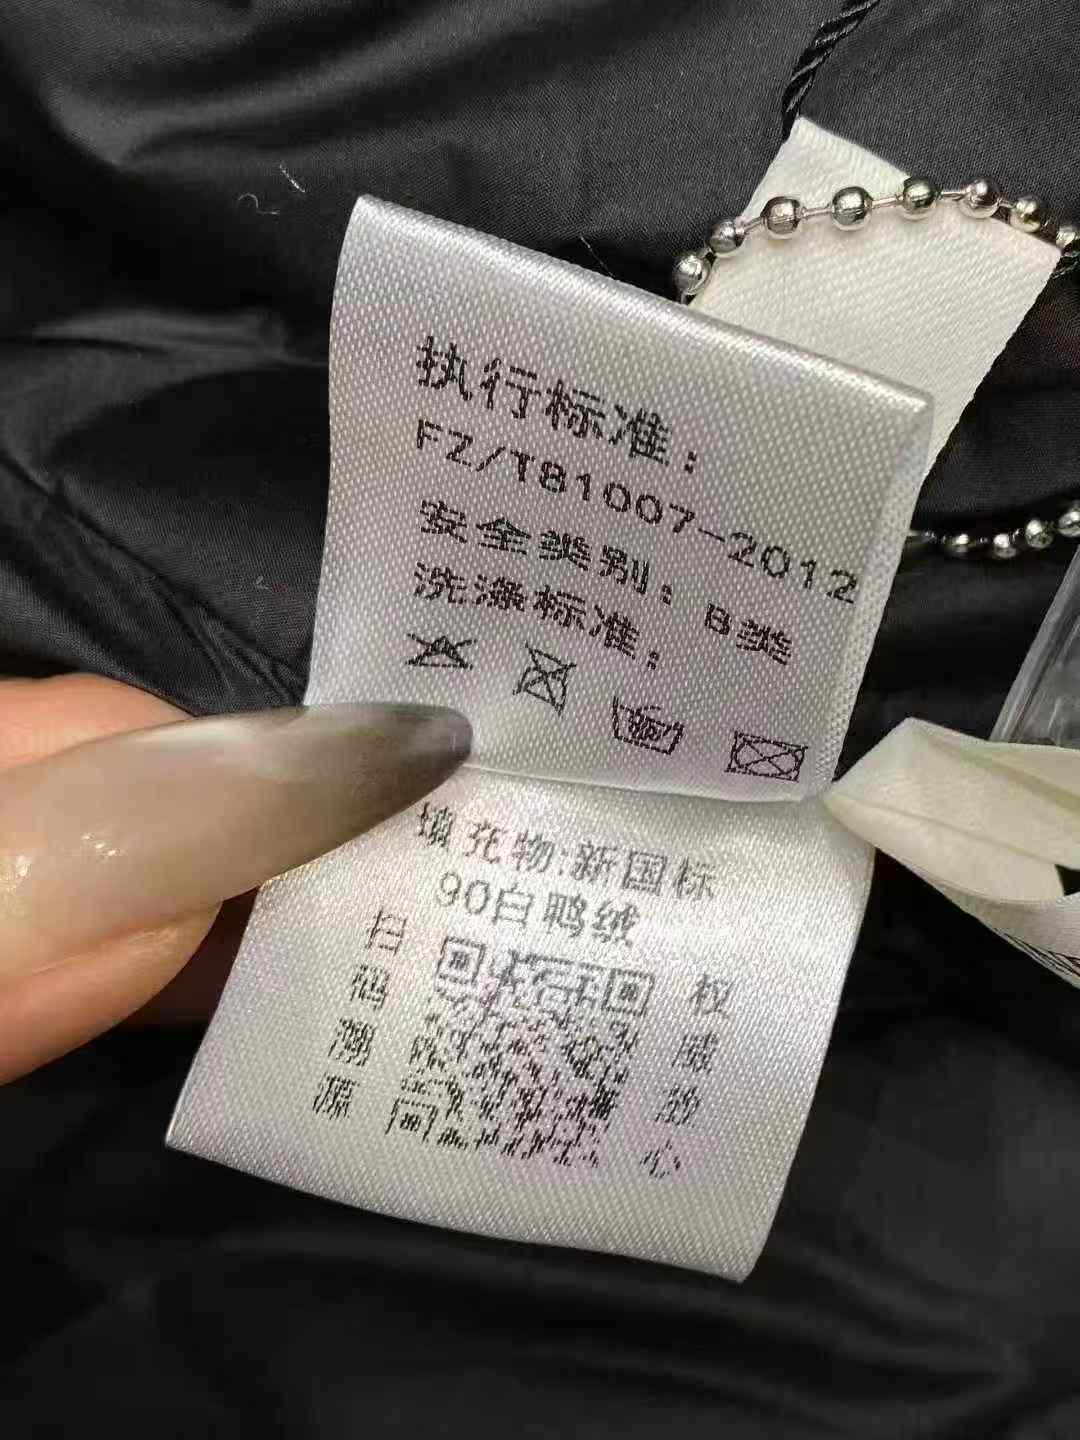 执行标准：
FZ/T81007-2012
安全类别：B类
洗涤标准：
填充物:新国标
90白鸭绒
扫码溯源
权威放心